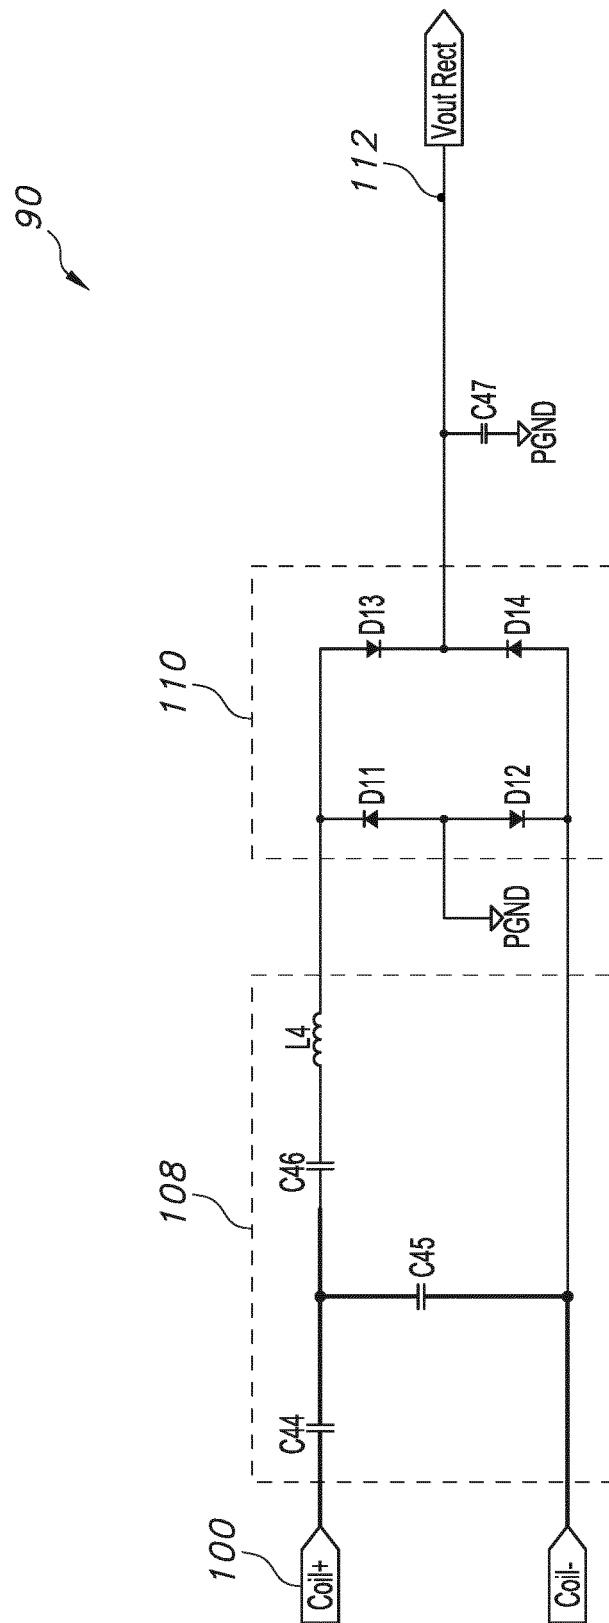 90
112
Vout Rect
C47
PGND
110
D13
D14
D11
D12
PGND
108
L4
C46
C45
C44
100
Coil+
Coil-